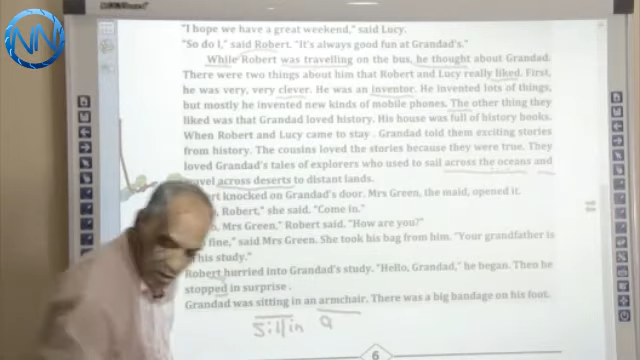 NN
"I hope we have a great weekend," said Lucy.
"So do I," said Robert. "It's always good fun at Grandad's."
While Robert was travelling on the bus, he thought about Grandad.
There were two things about him that Robert and Lucy really liked. First,
he was very, very clever. He was an inventor. He invented lots of things,
but mostly he invented new kinds of mobile phones. The other thing they
liked was that Grandad loved history. His house was full of history books.
When Robert and Lucy came to stay . Grandad told them exciting stories
from history. The cousins loved the stories because they were true. They
loved Grandad's tales of explorers who used to sail across the oceans and
travel across deserts to distant lands.
knocked on Grandad's door. Mrs Green, the maid, opened it.
Robert," she said. "Come in."
Mrs Green," Robert said. "How are you?"
fine," said Mrs Green. She took his bag from him. "Your grandfather is
this study."
Robert hurried into Grandad's study. "Hello, Grandad," he began. Then he
stopped in surprise .
Grandad was sitting in an armchair. There was a big bandage on his foot.
6